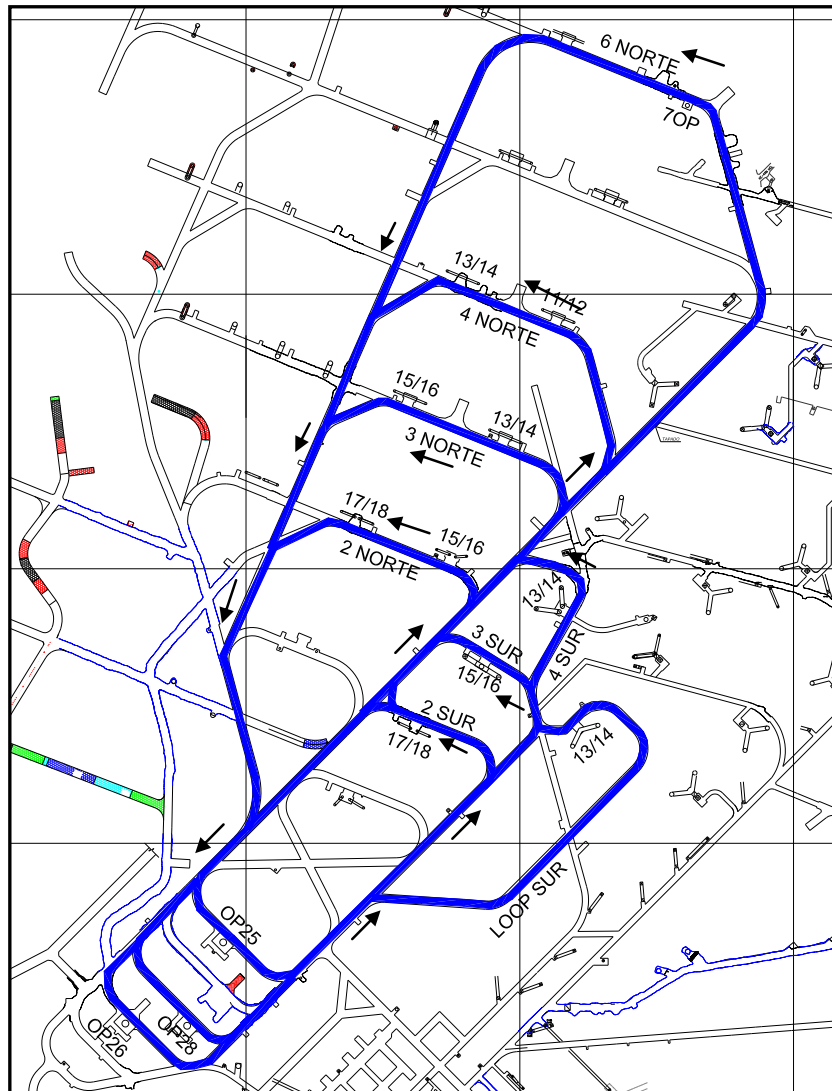 6 NORTE
7OP
13/14
11/12
4 NORTE
15/16
13/14
3 NORTE
TAPADO
17/18
15/16
2 NORTE
13/14
3 SUR
4 SUR
15/16
2 SUR
17/18
13/14
LOOP SUR
OP25
OP28
OP26